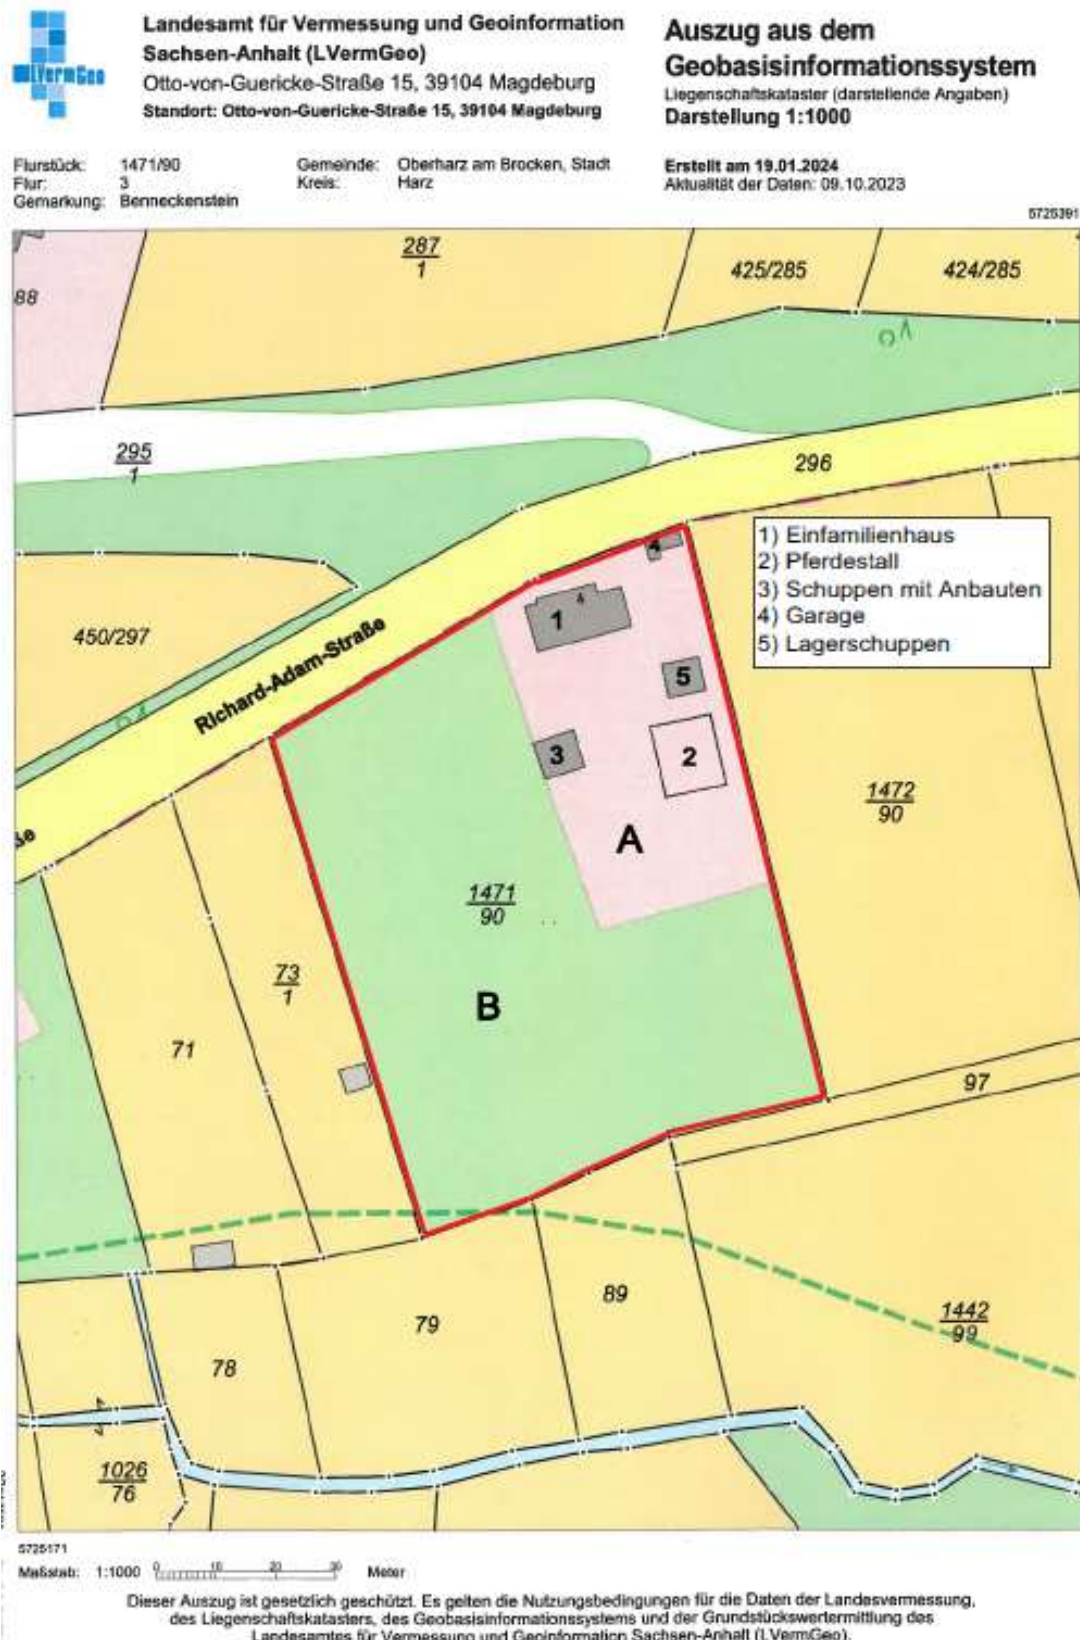 LVermGeo
Landesamt für Vermessung und Geoinformation
Sachsen-Anhalt (LVermGeo)
Otto-von-Guericke-Straße 15, 39104 Magdeburg
Standort: Otto-von-Guericke-Straße 15, 39104 Magdeburg
Auszug aus dem
Geobasisinformationssystem
Liegenschaftskataster (darstellende Angaben)
Darstellung 1:1000
Flurstück: 1471/90
Flur: 3
Gemarkung: Benneckenstein
Gemeinde: Oberharz am Brocken, Stadt
Kreis: Harz
Erstellt am 19.01.2024
Aktualität der Daten: 09.10.2023
5725391
287
1
425/285
424/285
88
295
1
296
1) Einfamilienhaus
2) Pferdestall
3) Schuppen mit Anbauten
4) Garage
5) Lagerschuppen
4
4
1
450/297
Richard-Adam-Straße
5
3
2
1472
90
ße
A
1471
90
73
1
B
71
97
89
1442
99
79
78
1026
76
5725171
Maßstab: 1:1000 0 10 20 30 Meter
Dieser Auszug ist gesetzlich geschützt. Es gelten die Nutzungsbedingungen für die Daten der Landesvermessung,
des Liegenschaftskatasters, des Geobasisinformationssystems und der Grundstückswertermittlung des
Landesamtes für Vermessung und Geoinformation Sachsen-Anhalt (LVermGeo).